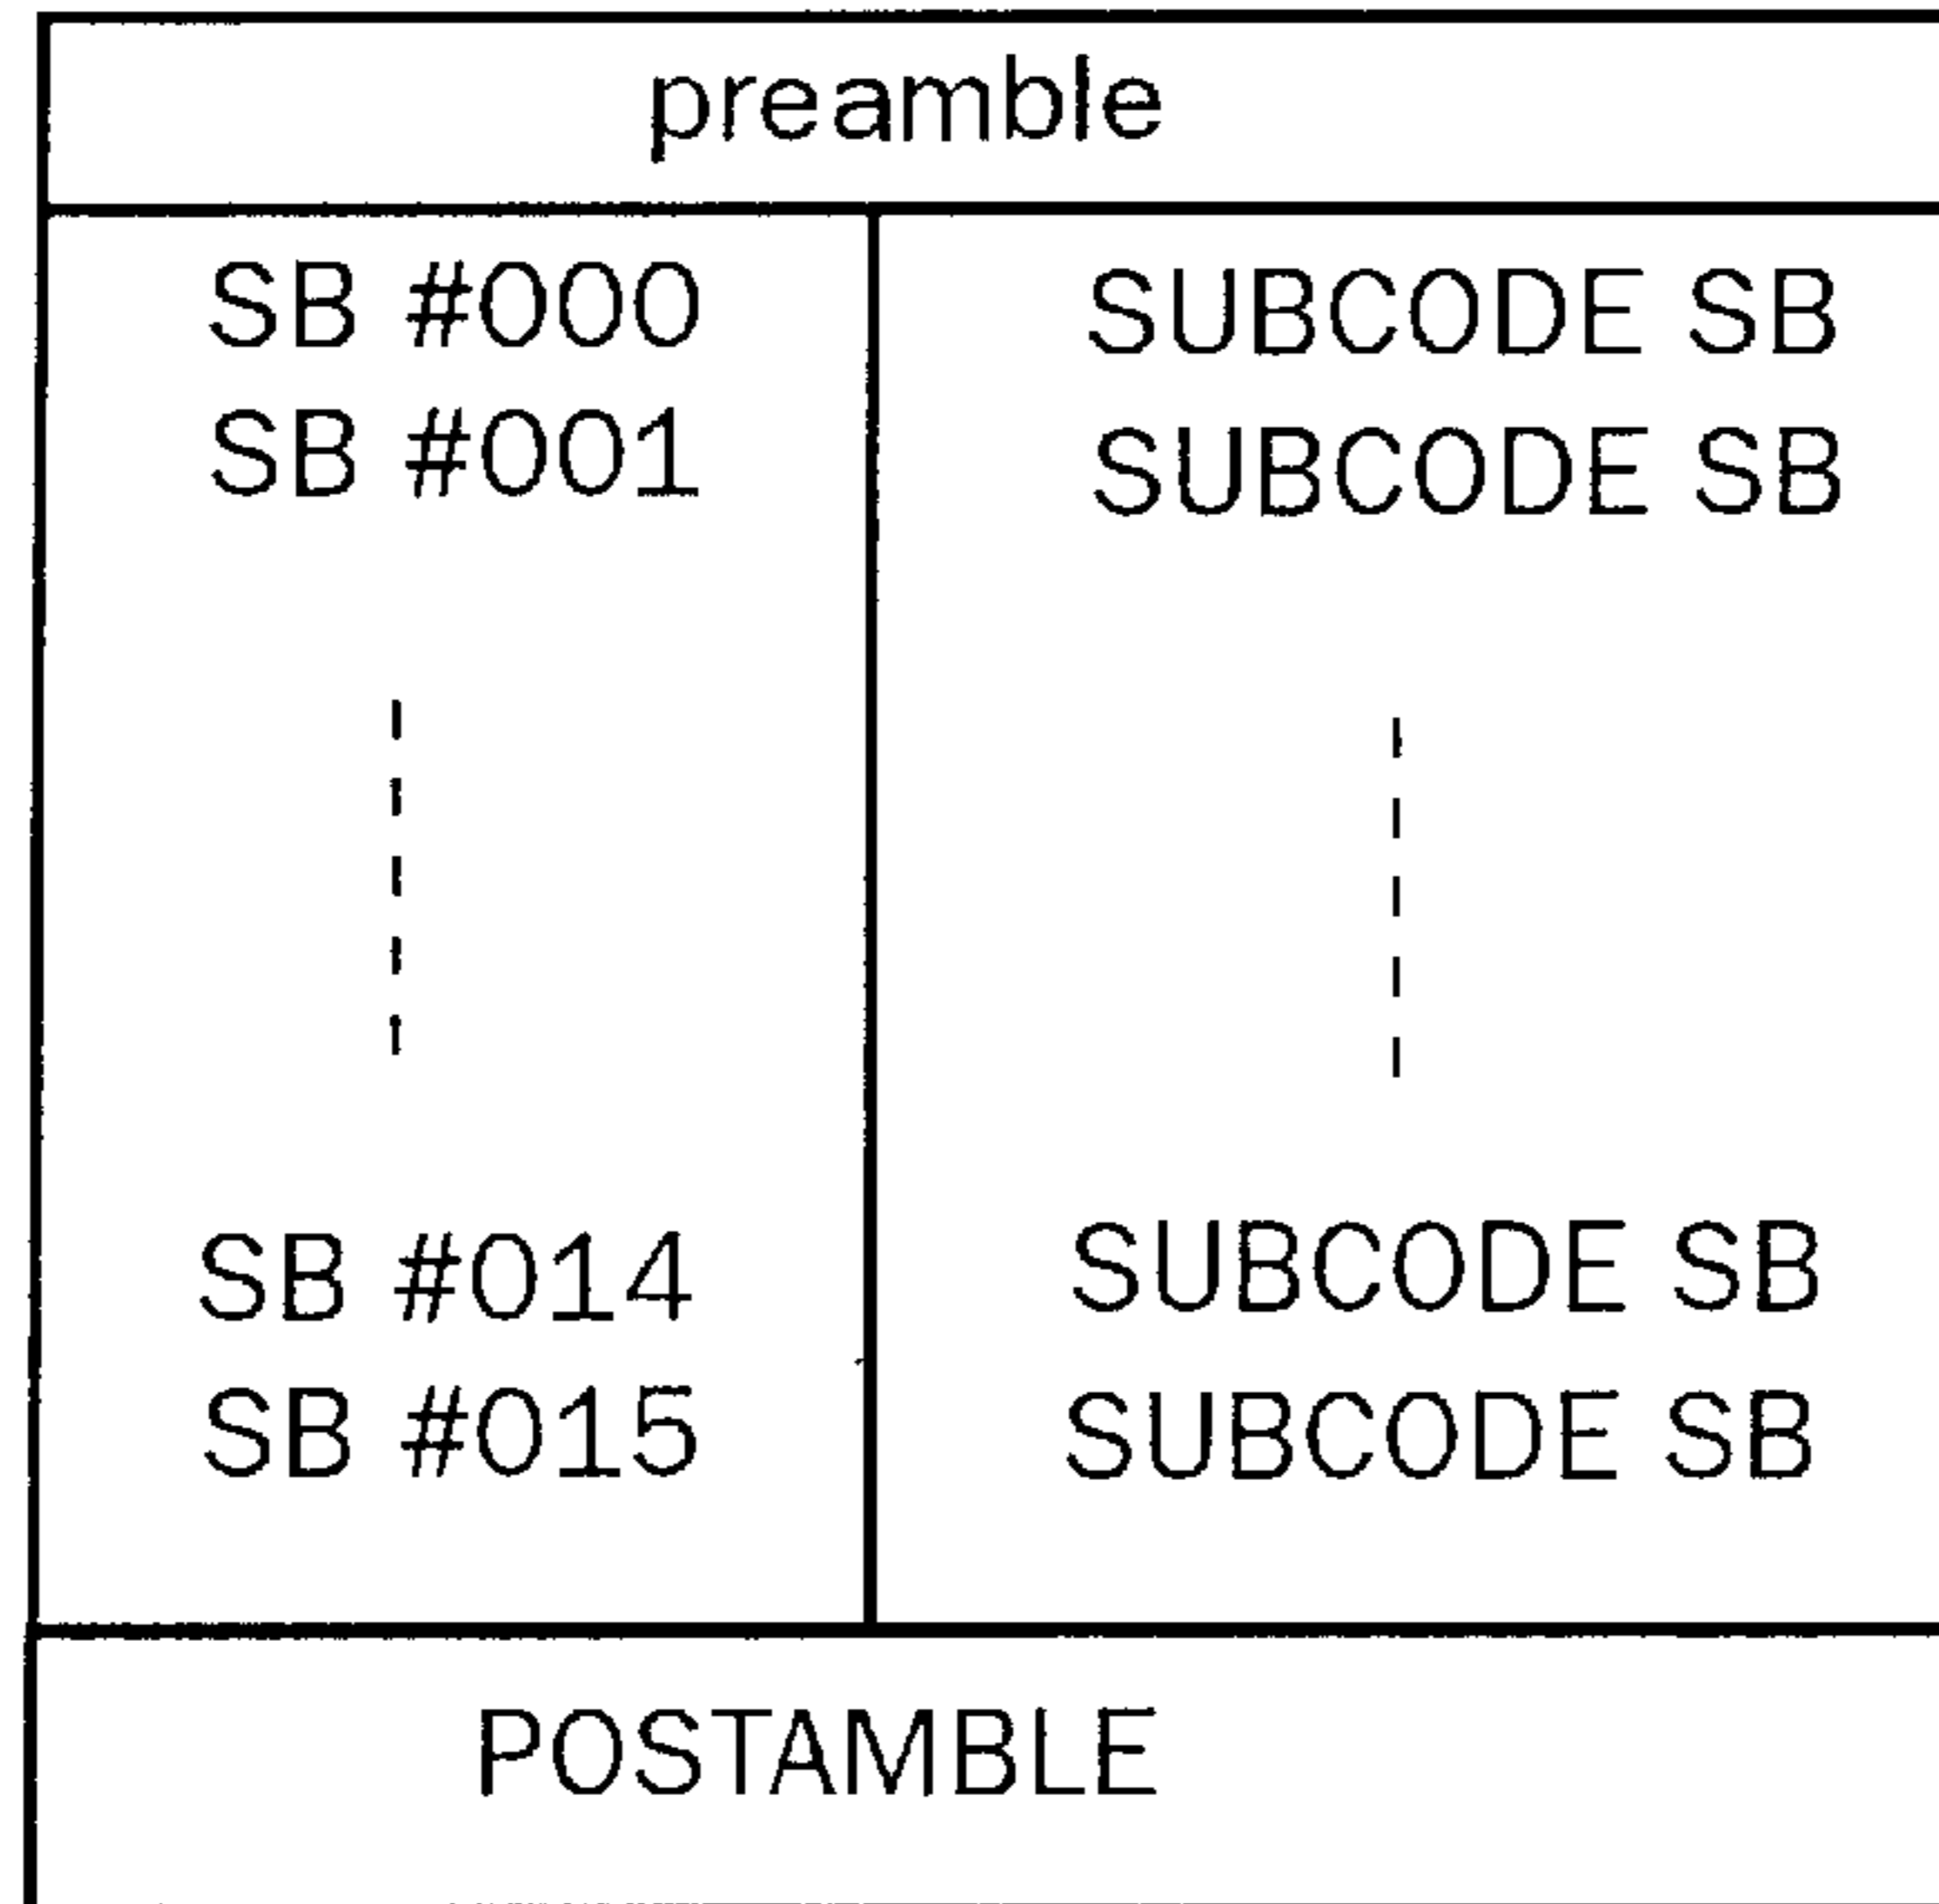 preamble
SB #000 SUBCODE SB
SB #001 SUBCODE SB
SB #014 SUBCODE SB
SB #015 SUBCODE SB
POSTAMBLE